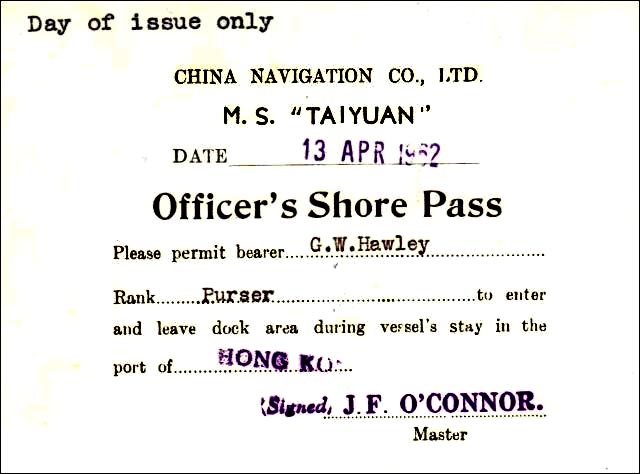 Day of issue only
CHINA NAVIGATION CO., LTD.
M. S. "TAIYUAN"
DATE 13 APR
Officer's Shore Pass
Please permit bearer....G.W.Hawley....................
Rank.........Purser.......................................to enter
and leave dock area during vessel's stay in the
port of........HONG KO...
(Signed) J. F. O'CONNOR.
Master